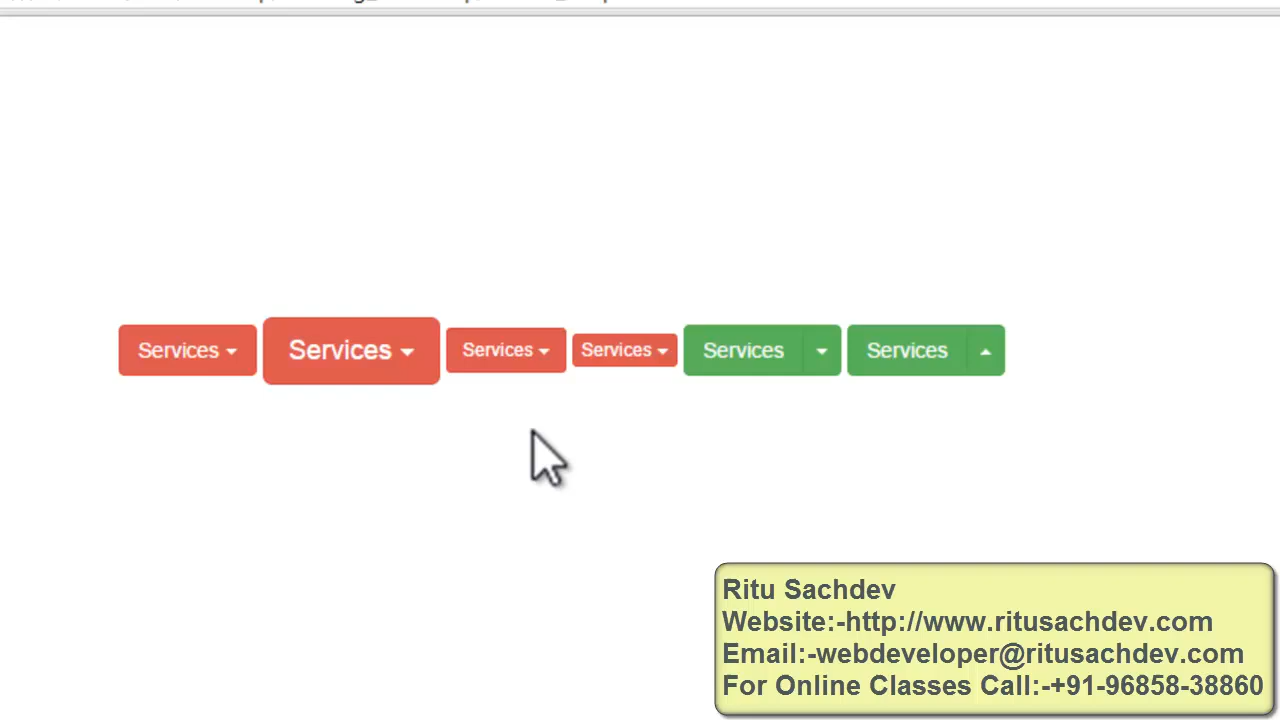 Services Services Services Services Services Services
Ritu Sachdev
Website:-http://www.ritusachdev.com
Email:-webdeveloper@ritusachdev.com
For Online Classes Call:-+91-96858-38860